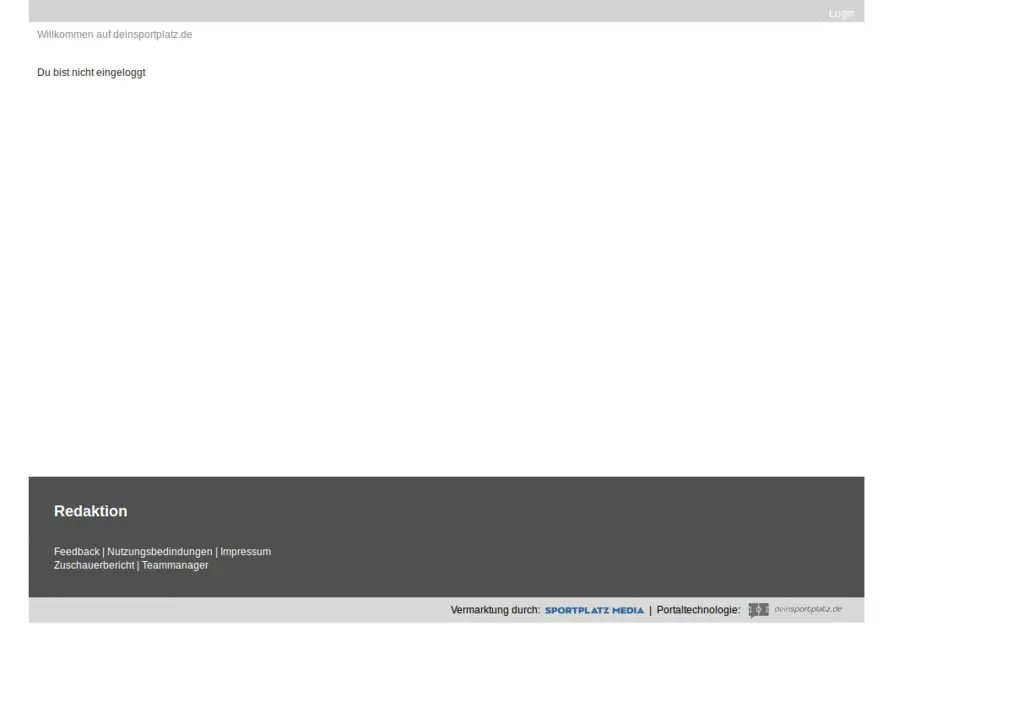 Login
Willkommen auf deinsportplatz.de
Du bist nicht eingeloggt
Redaktion
Feedback | Nutzungsbedindungen | Impressum
Zuschauerbericht | Teammanager
Vermarktung durch: SPORTPLATZ MEDIA | Portaltechnologie: deinsportplatz.de